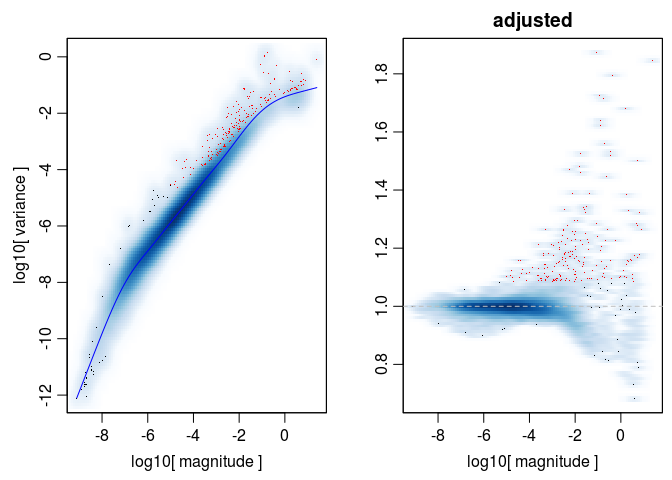 adjusted
log10[ variance ]
0
-2
-4
-6
-8
-10
-12
-8 -6 -4 -2 0
log10[ magnitude ]
1.8
1.6
1.4
1.2
1.0
0.8
-8 -6 -4 -2 0
log10[ magnitude ]